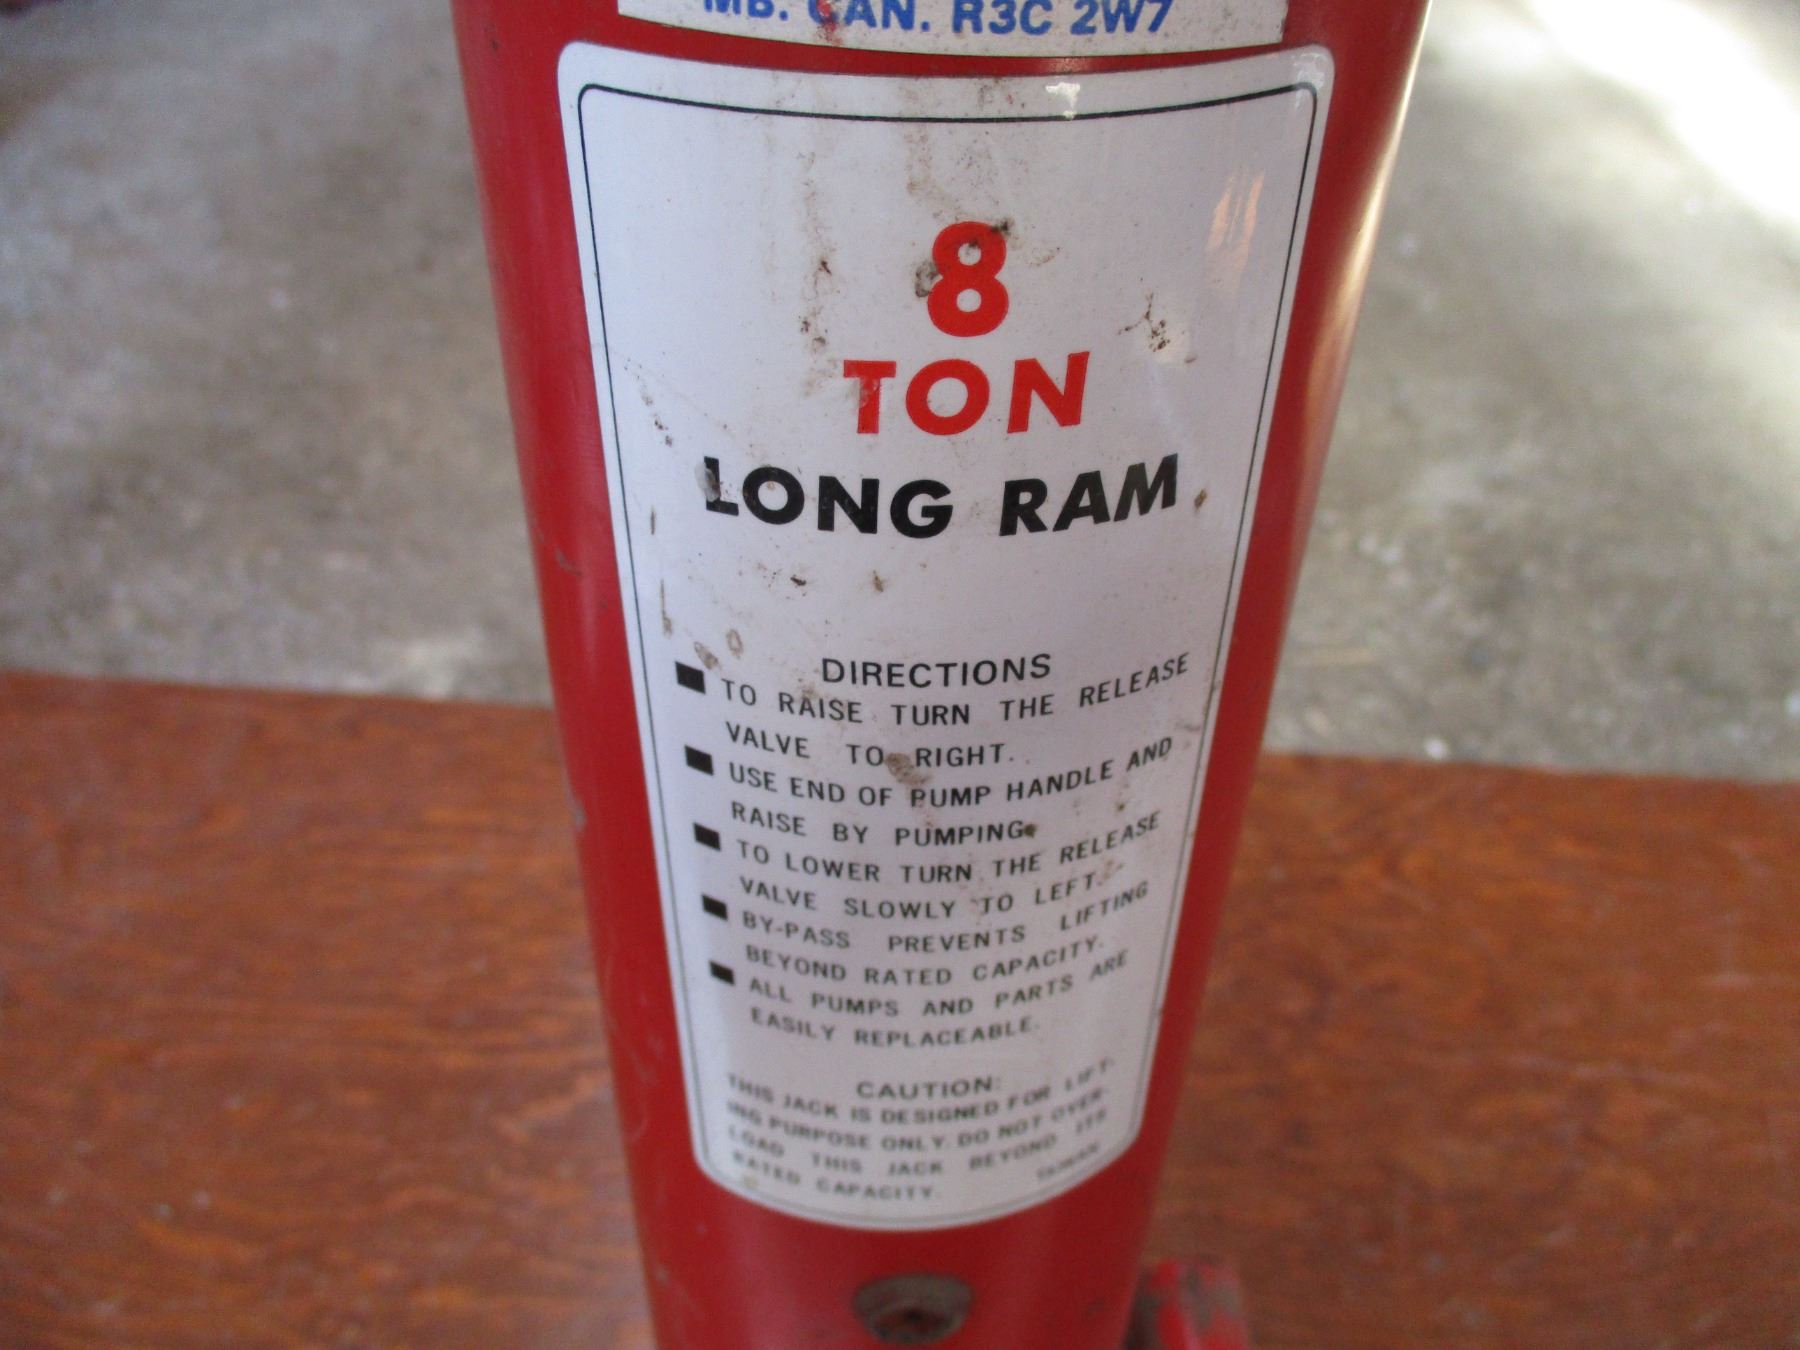 MB. CAN. R3C 2W7
8
TON
LONG RAM
DIRECTIONS
■ TO RAISE TURN THE RELEASE
VALVE TO RIGHT.
■ USE END OF PUMP HANDLE AND
RAISE BY PUMPING.
■ TO LOWER TURN THE RELEASE
VALVE SLOWLY TO LEFT.
■ BY-PASS PREVENTS LIFTING
BEYOND RATED CAPACITY.
■ ALL PUMPS AND PARTS ARE
EASILY REPLACEABLE.
CAUTION:
THIS JACK IS DESIGNED FOR LIFT-
ING PURPOSE ONLY. DO NOT OVER-
LOAD THIS JACK BEYOND ITS
RATED CAPACITY. TAIWAN